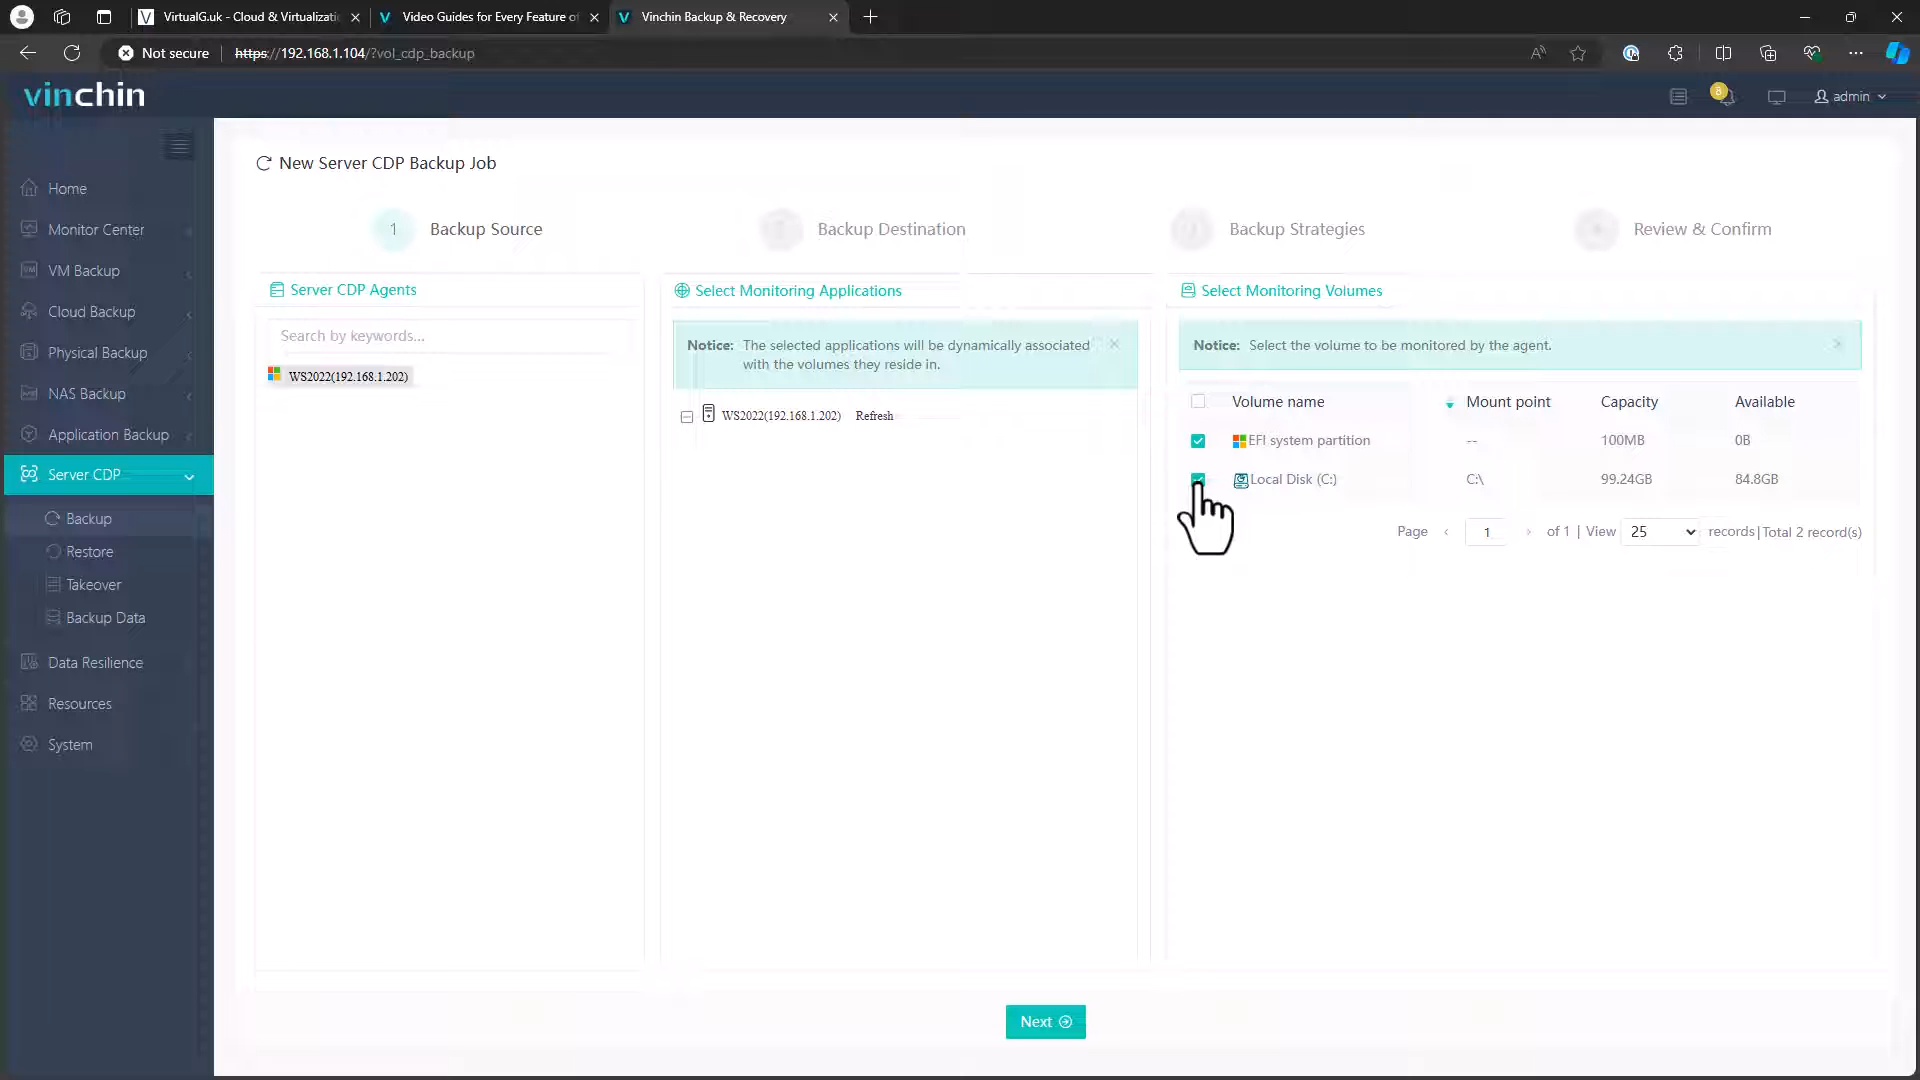 VirtualG.uk - Cloud & Virtualizati
Video Guides for Every Feature of
Vinchin Backup & Recovery
Not secure
https://192.168.1.104/?vol_cdp_backup
vinchin
8
admin
New Server CDP Backup Job
Home
Monitor Center
VM Backup
Cloud Backup
Physical Backup
NAS Backup
Application Backup
Server CDP
Backup
Restore
Takeover
Backup Data
Data Resilience
Resources
System
1 Backup Source
Backup Destination
Backup Strategies
Review & Confirm
Server CDP Agents
Search by keywords...
WS2022(192.168.1.202)
Select Monitoring Applications
Notice: The selected applications will be dynamically associated
with the volumes they reside in.
WS2022(192.168.1.202) Refresh
Select Monitoring Volumes
Notice: Select the volume to be monitored by the agent.
Volume name Mount point Capacity Available
EFI system partition -- 100MB 0B
Local Disk (C:) C:\ 99.24GB 84.8GB
Page 1 of 1 | View 25 records|Total 2 record(s)
Next